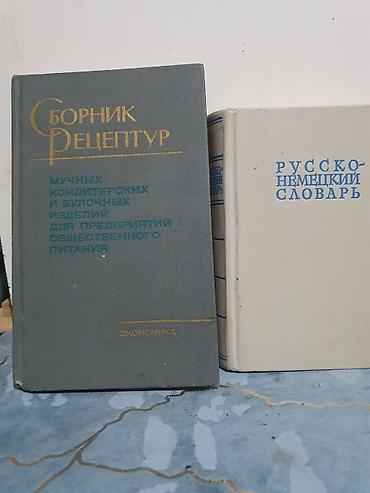 СБОРНИК
РЕЦЕПТУР
МУЧНЫХ
КОНДИТЕРСКИХ
И БУЛОЧНЫХ
ИЗДЕЛИЙ
ДЛЯ ПРЕДПРИЯТИЙ
ОБЩЕСТВЕННОГО
ПИТАНИЯ
ЭКОНОМИКА
РУССКО-
НЕМЕЦКИЙ
СЛОВАРЬ